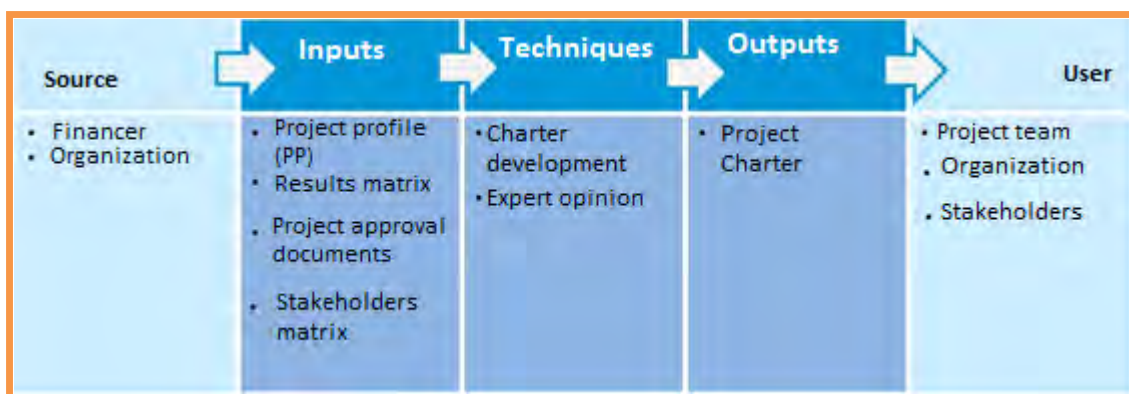 Source
Inputs
Techniques
Outputs
User
• Financer
• Organization
• Project profile
(PP)
• Results matrix
• Project approval
documents
• Stakeholders
matrix
• Charter
development
• Expert opinion
• Project
Charter
• Project team
• Organization
• Stakeholders